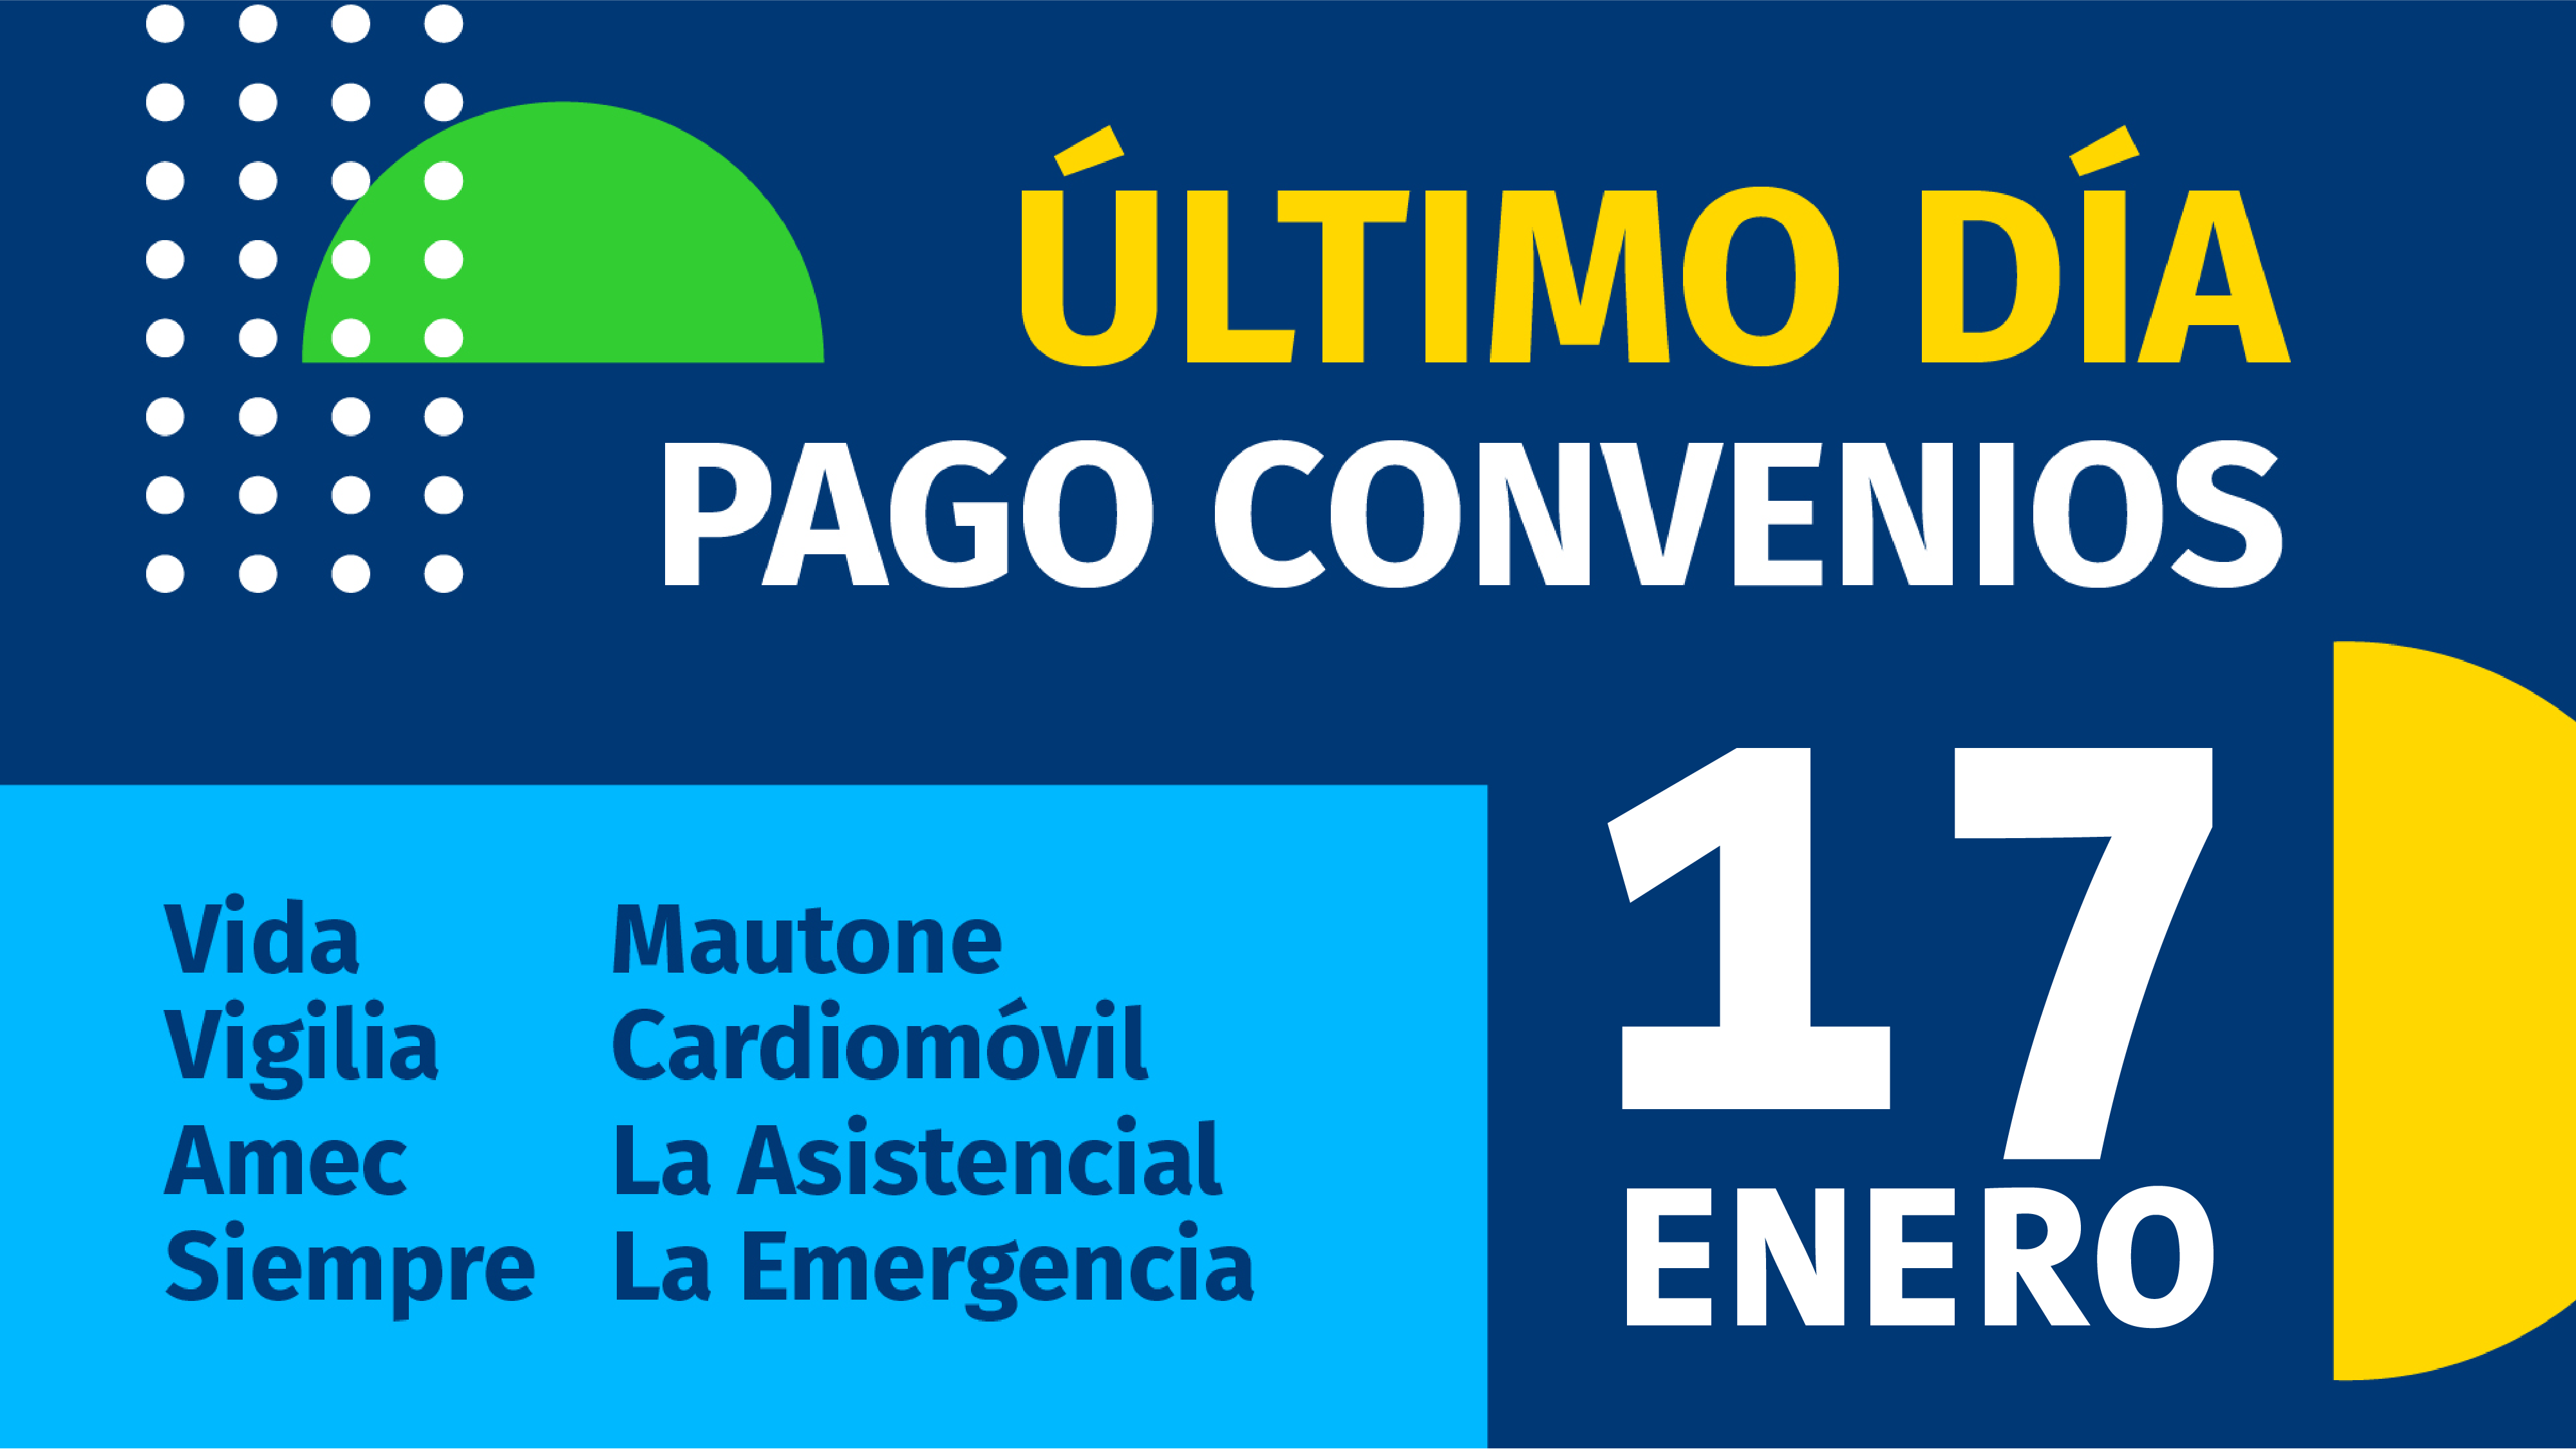 ÚLTIMO DÍA
PAGO CONVENIOS
17
ENERO
Vida
Vigilia
Amec
Siempre
Mautone
Cardiomóvil
La Asistencial
La Emergencia